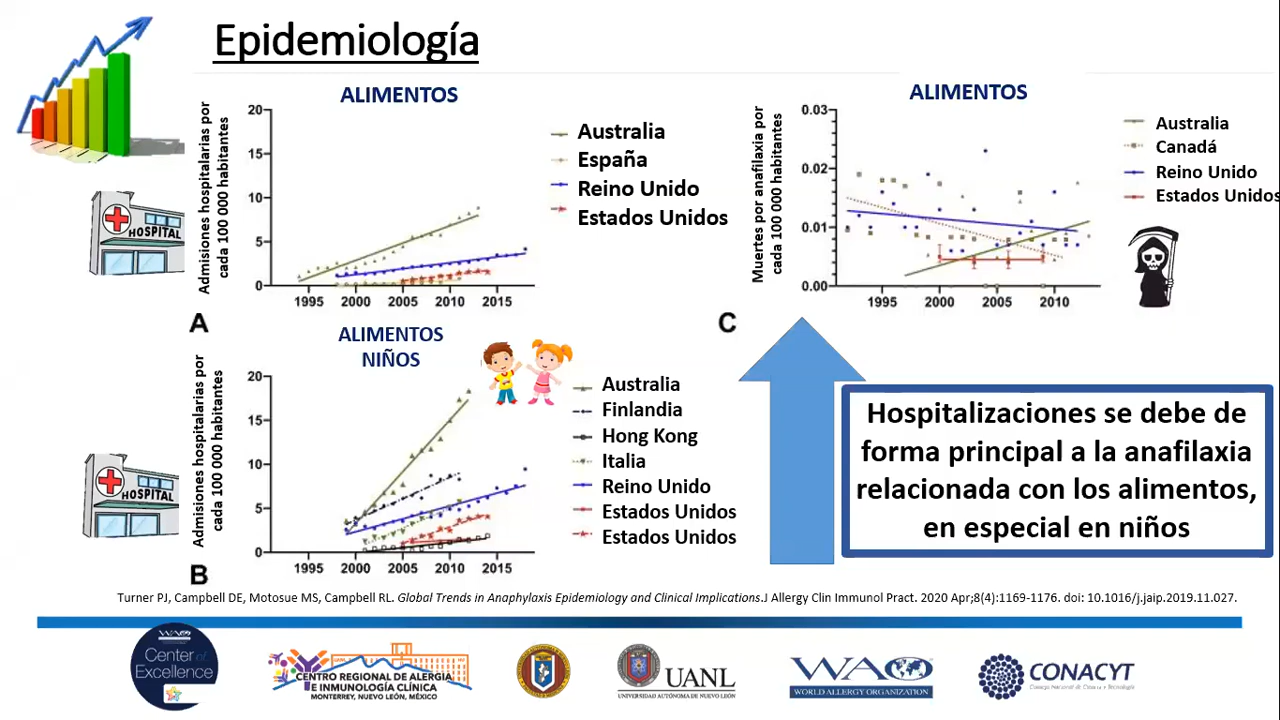 Epidemiología
ALIMENTOS
Admisiones hospitalarias por
cada 100 000 habitantes
20
15
10
5
0
1995
2000
2005
2010
2015
Australia
España
Reino Unido
Estados Unidos
A
HOSPITAL
ALIMENTOS
Muertes por anafilaxia por
cada 100 000 habitantes
0.03
0.02
0.01
0.00
1995
2000
2005
2010
Australia
Canadá
Reino Unido
Estados Unidos
C
ALIMENTOS
NIÑOS
Admisiones hospitalarias por
cada 100 000 habitantes
20
15
10
5
0
1995
2000
2005
2010
2015
Australia
Finlandia
Hong Kong
Italia
Reino Unido
Estados Unidos
Estados Unidos
B
HOSPITAL
Hospitalizaciones se debe de
forma principal a la anafilaxia
relacionada con los alimentos,
en especial en niños
Turner PJ, Campbell DE, Motosue MS, Campbell RL. Global Trends in Anaphylaxis Epidemiology and Clinical Implications.J Allergy Clin Immunol Pract. 2020 Apr;8(4):1169-1176. doi: 10.1016/j.jaip.2019.11.027.
WAO
Center of
Excellence
UANL
CENTRO REGIONAL DE ALERGIA
E INMUNOLOGÍA CLÍNICA
MONTERREY, NUEVO LEÓN, MÉXICO
UANL
UNIVERSIDAD AUTÓNOMA DE NUEVO LEÓN
WAO
WORLD ALLERGY ORGANIZATION
CONACYT
Consejo Nacional de Ciencia y Tecnología